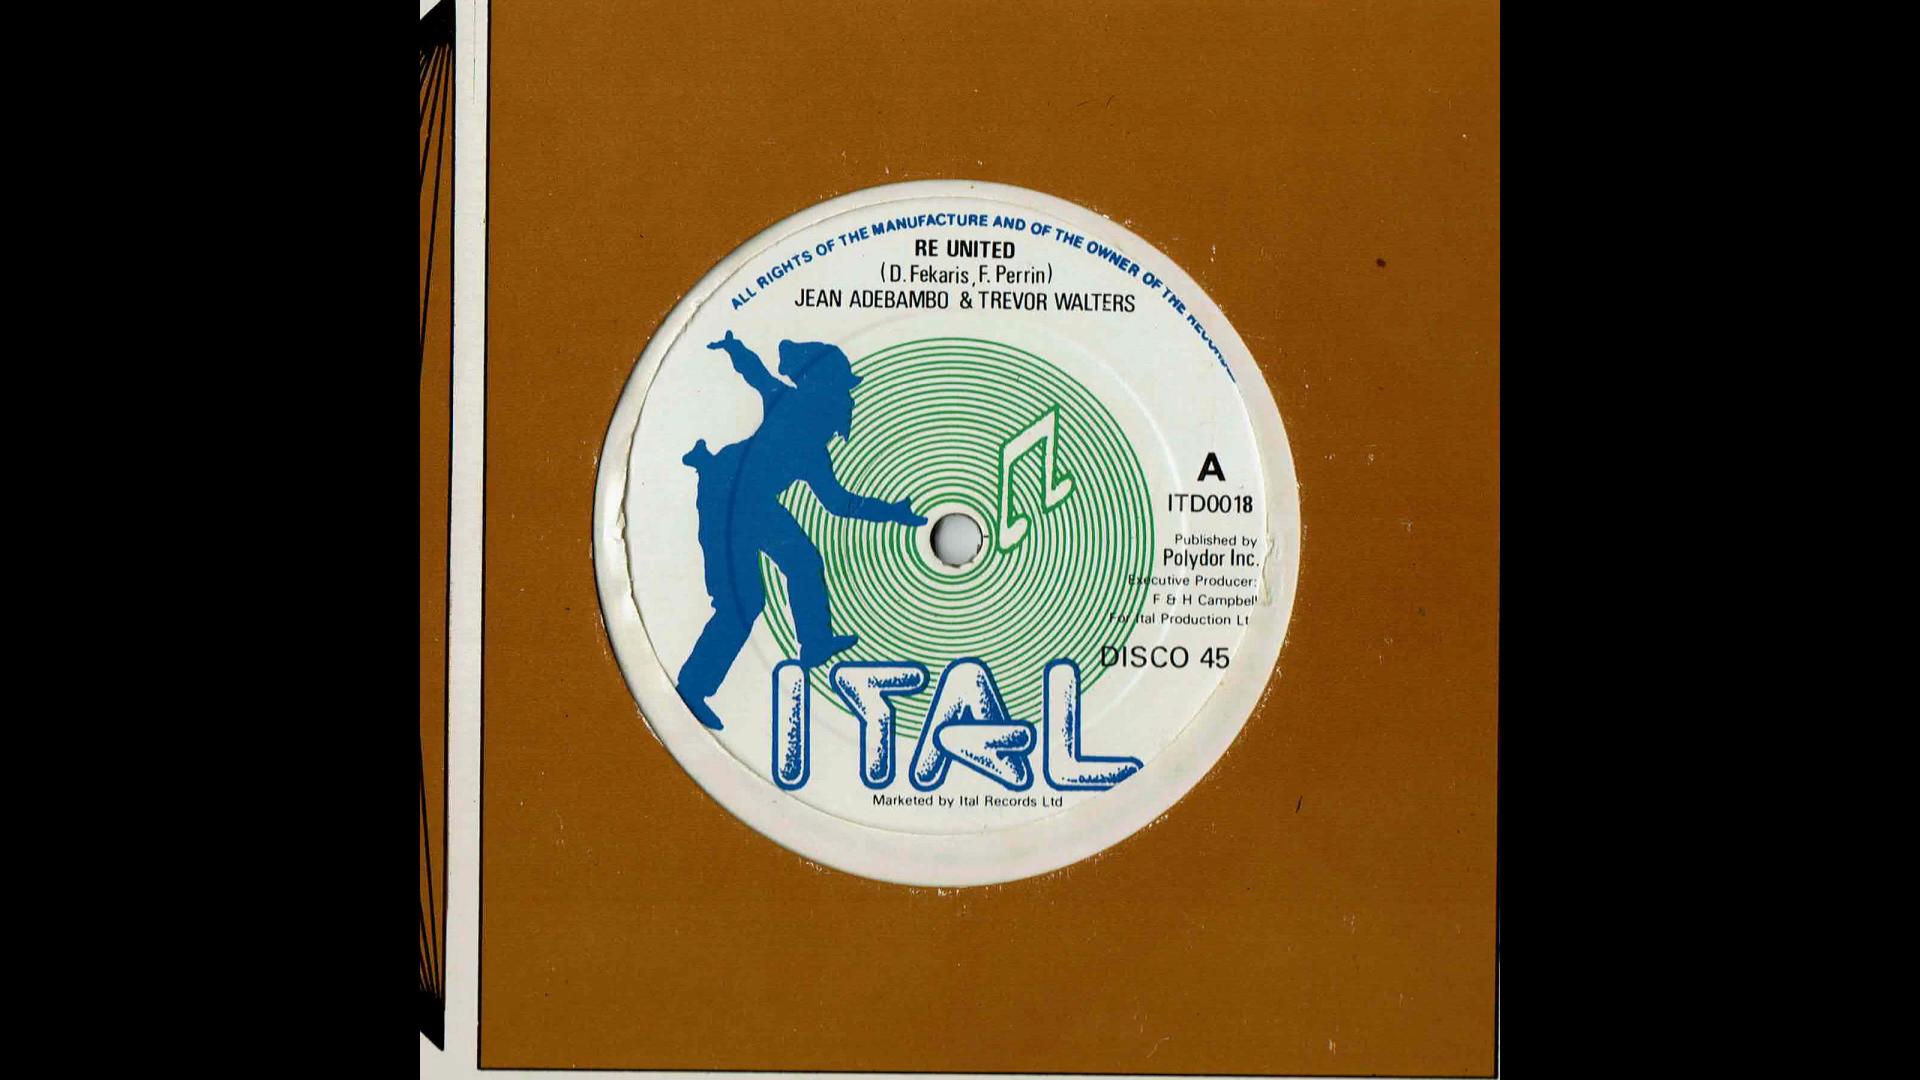 ALL RIGHTS OF THE MANUFACTURE AND OF THE OWNER OF THE
RE UNITED
(D. Fekaris, F. Perrin)
JEAN ADEBAMBO & TREVOR WALTERS
A
ITD0018
Published by
Polydor Inc.
Executive Producer:
F & H Campbell
For Ital Production Lt
DISCO 45
ITAL
Marketed by Ital Records Ltd